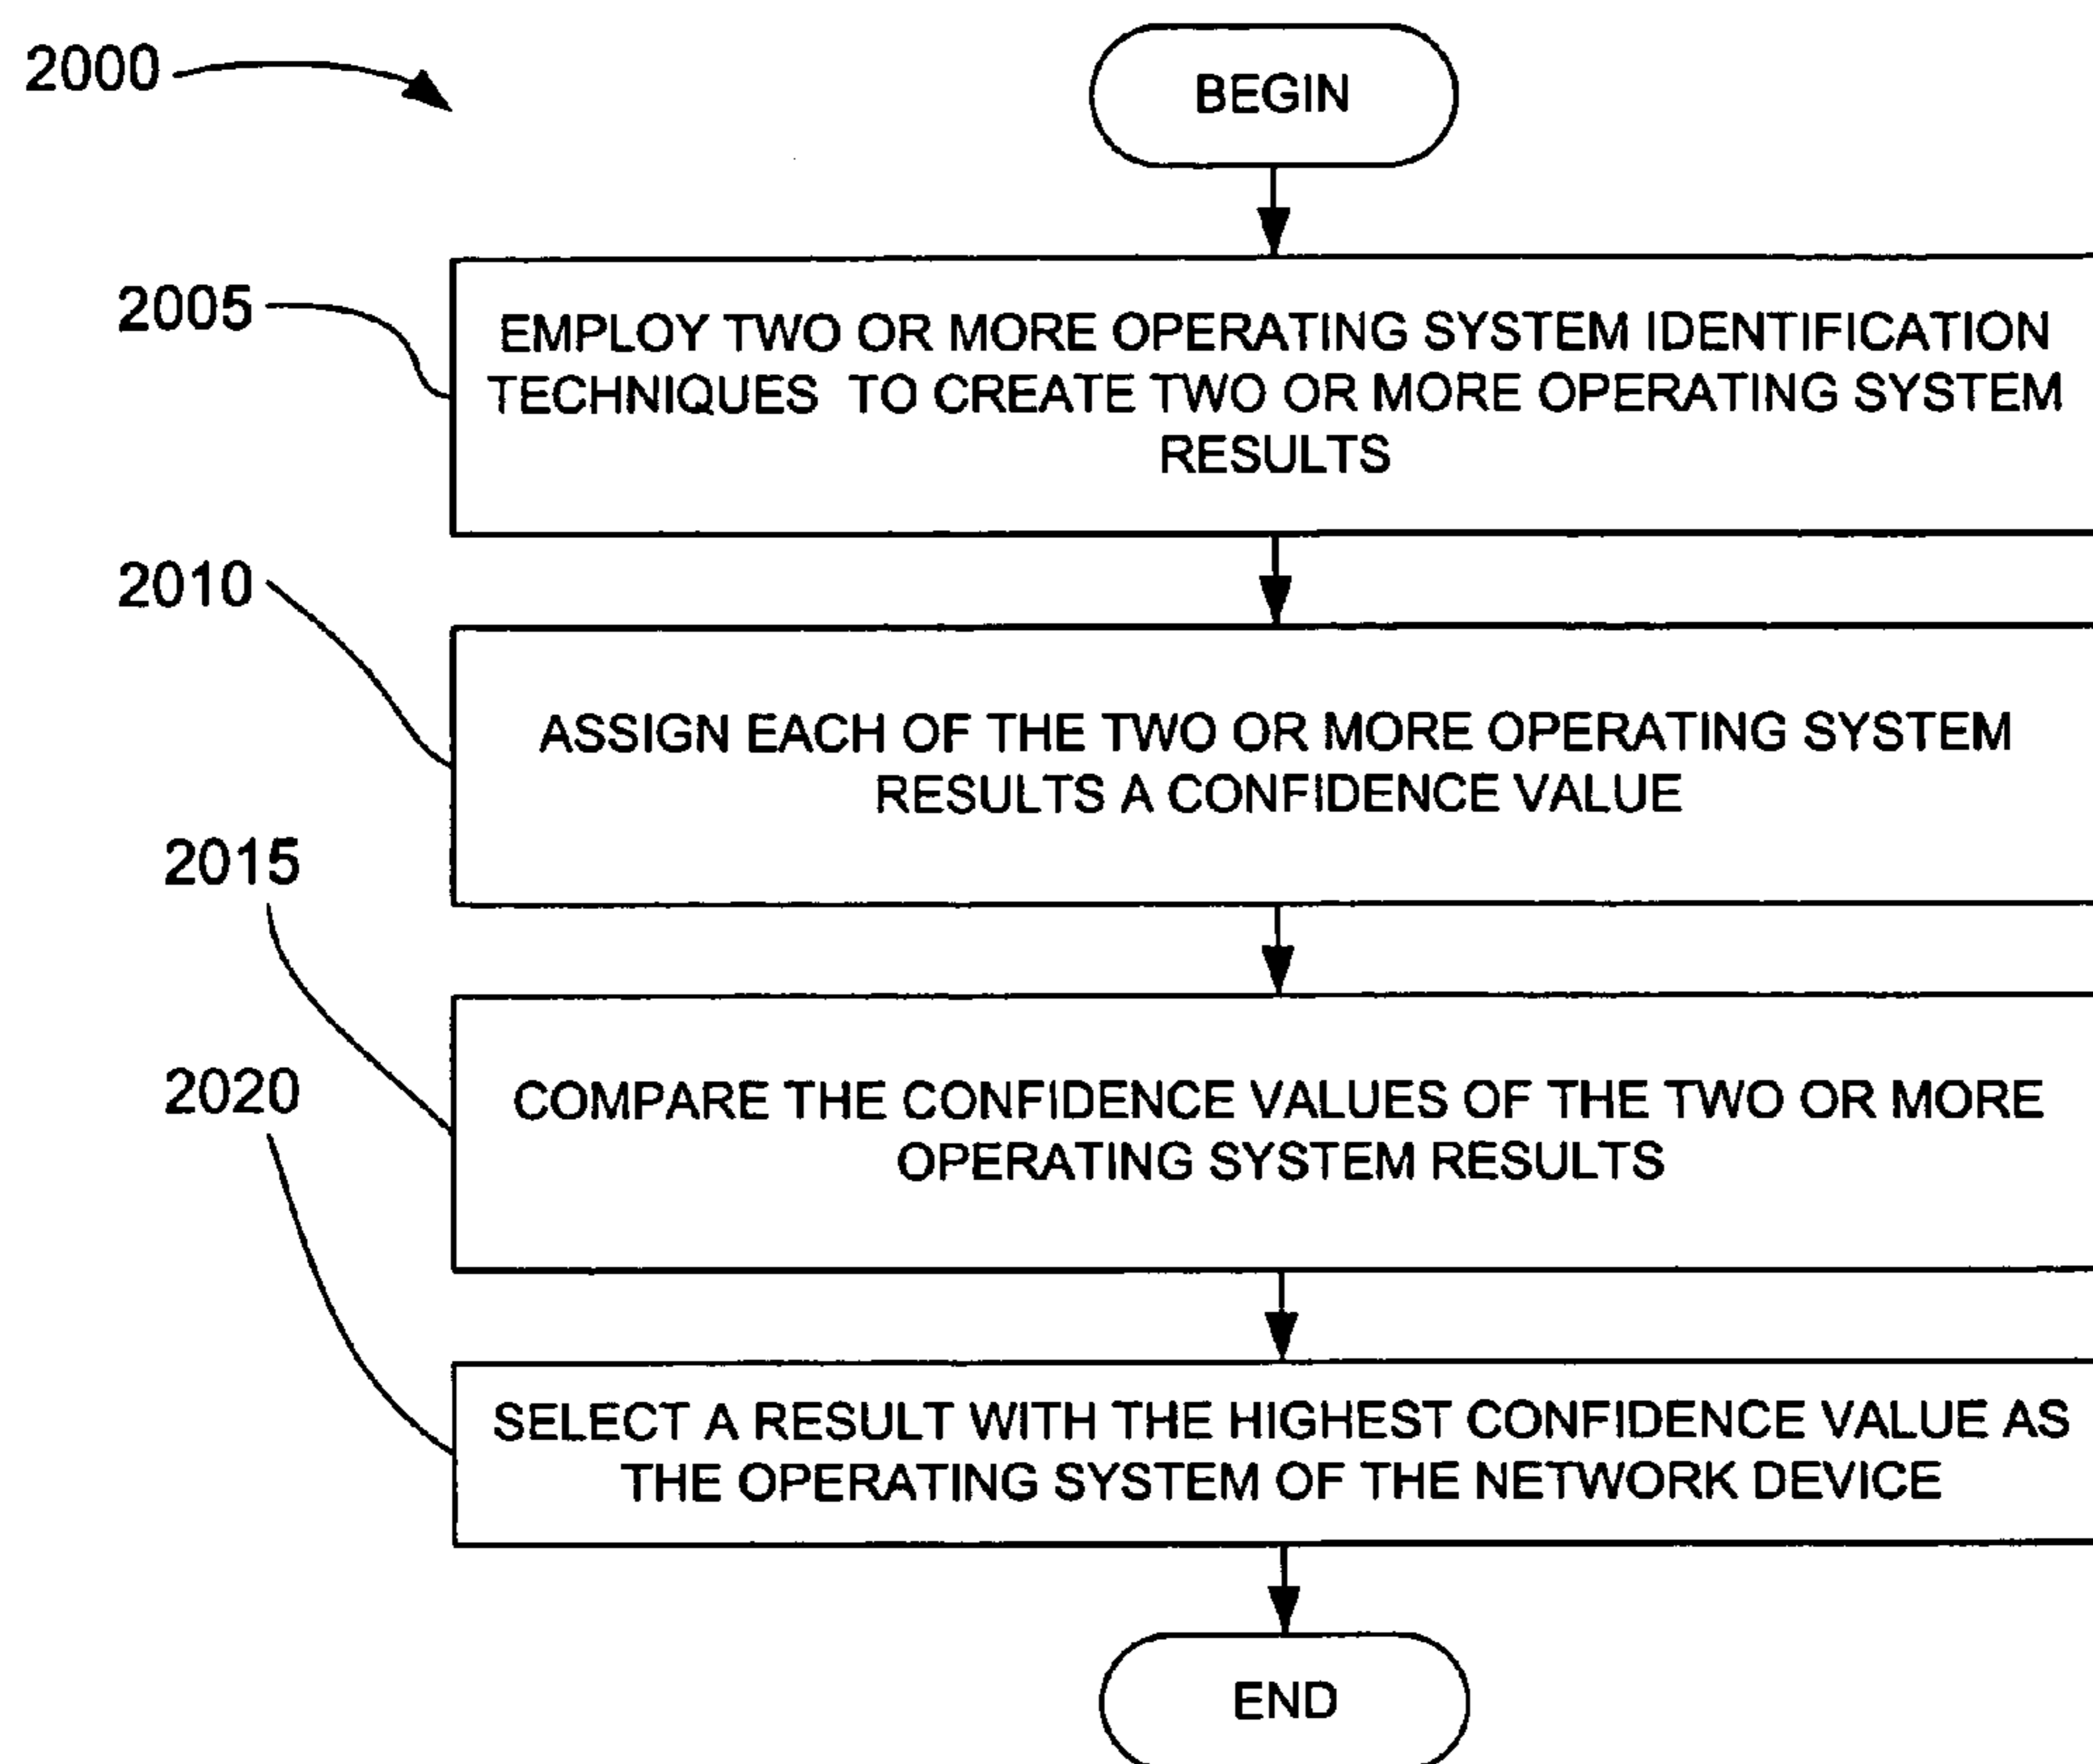 2000
BEGIN
2005
EMPLOY TWO OR MORE OPERATING SYSTEM IDENTIFICATION
TECHNIQUES TO CREATE TWO OR MORE OPERATING SYSTEM
RESULTS
2010
ASSIGN EACH OF THE TWO OR MORE OPERATING SYSTEM
RESULTS A CONFIDENCE VALUE
2015
COMPARE THE CONFIDENCE VALUES OF THE TWO OR MORE
OPERATING SYSTEM RESULTS
2020
SELECT A RESULT WITH THE HIGHEST CONFIDENCE VALUE AS
THE OPERATING SYSTEM OF THE NETWORK DEVICE
END